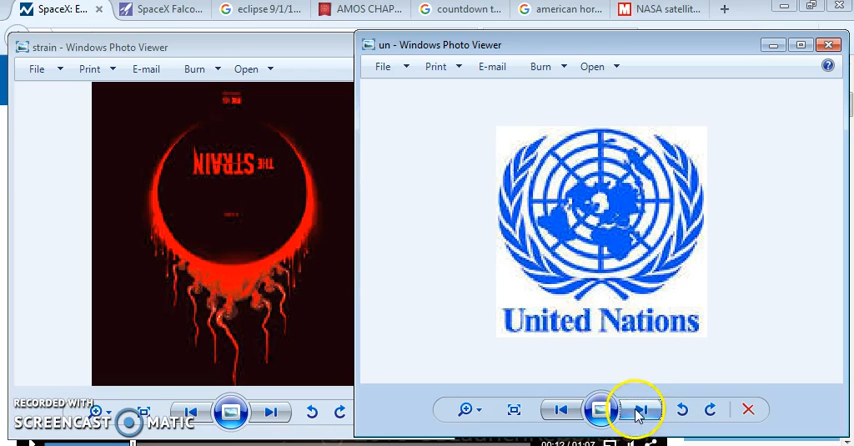 SpaceX: E...
SpaceX Falco...
eclipse 9/1/1...
AMOS CHAP...
countdown t...
american hor...
NASA satellit...
strain - Windows Photo Viewer
un - Windows Photo Viewer
File Print E-mail Burn Open
File Print E-mail Burn Open
THE STRAIN
United Nations
RECORDED WITH
SCREENCAST MATIC
00:12 / 01:07